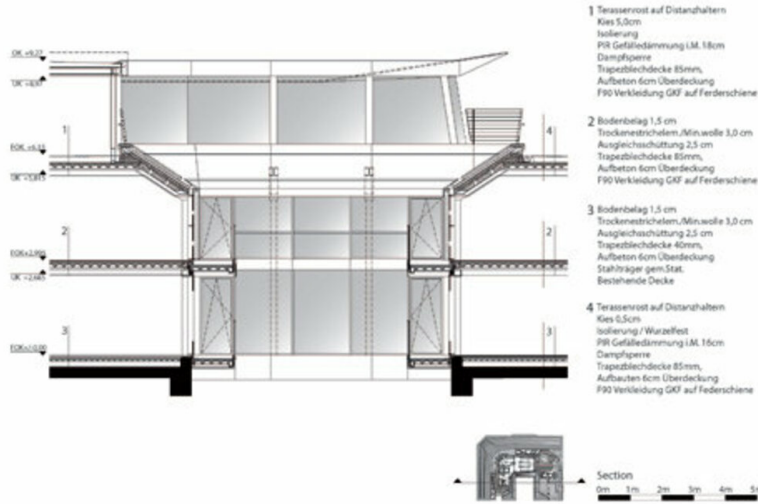 OK +9,27
1 Terassenrost auf Distanzhaltern
Kies 5,0cm
Isolierung
PIR Gefälledämmung i.M. 18cm
Dampfsperre
Trapezblechdecke 85mm,
Aufbeton 6cm Überdeckung
F90 Verkleidung GKF auf Ferderschiene
1
4
2 Bodenbelag 1,5 cm
Trockenestrichelem./Min.wolle 3,0 cm
Ausgleichsschüttung 2,5 cm
Trapezblechdecke 85mm,
Aufbeton 6cm Überdeckung
F90 Verkleidung GKF auf Ferderschiene
2
2
3 Bodenbelag 1,5 cm
Trockenestrichelem./Min.wolle 3,0 cm
Ausgleichsschüttung 2,5 cm
Trapezblechdecke 40mm,
Aufbeton 6cm Überdeckung
Stahlträger gem.Stat.
Bestehende Decke
3
3
4 Terassenrost auf Distanzhaltern
Kies 0,5cm
Isolierung / Wurzelfest
PIR Gefälledämmung i.M. 16cm
Dampfsperre
Trapezblechdecke 85mm,
Aufbauten 6cm Überdeckung
F90 Verkleidung GKF auf Ferderschiene
Section
0m 1m 2m 3m 4m 5m